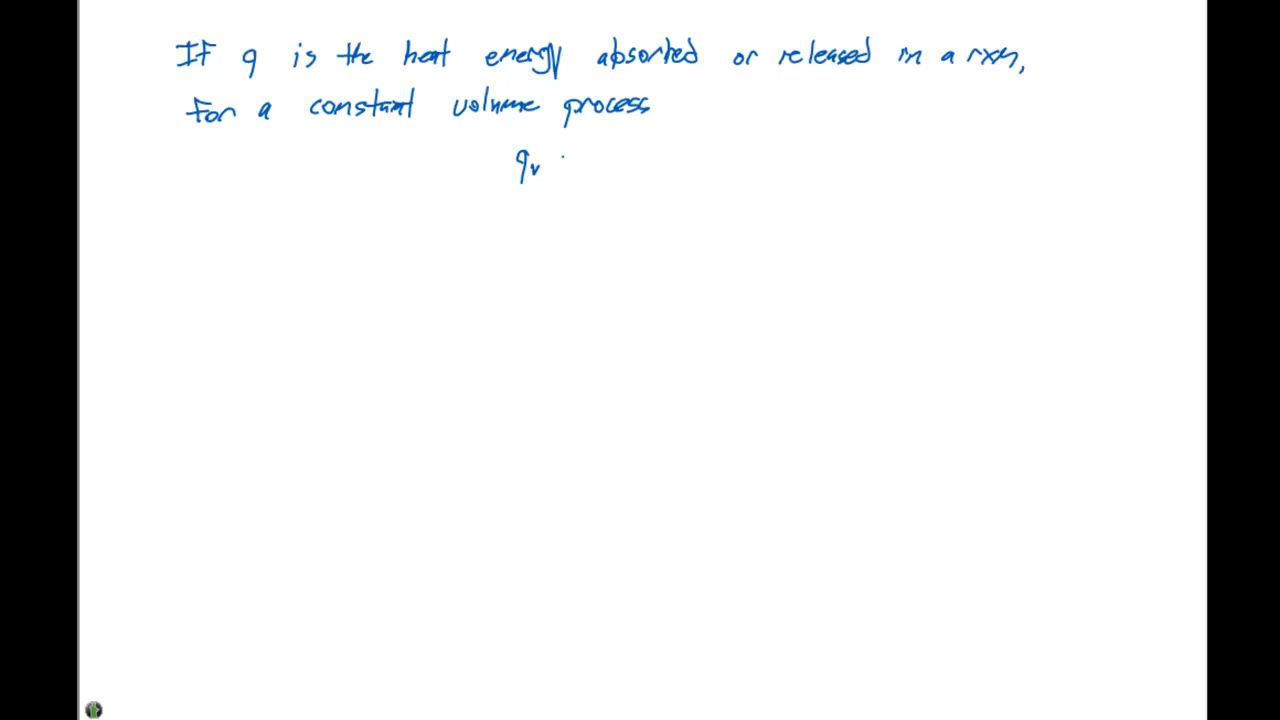 If q is the heat energy absorbed or released in a rxn,
for a constant volume process
qv